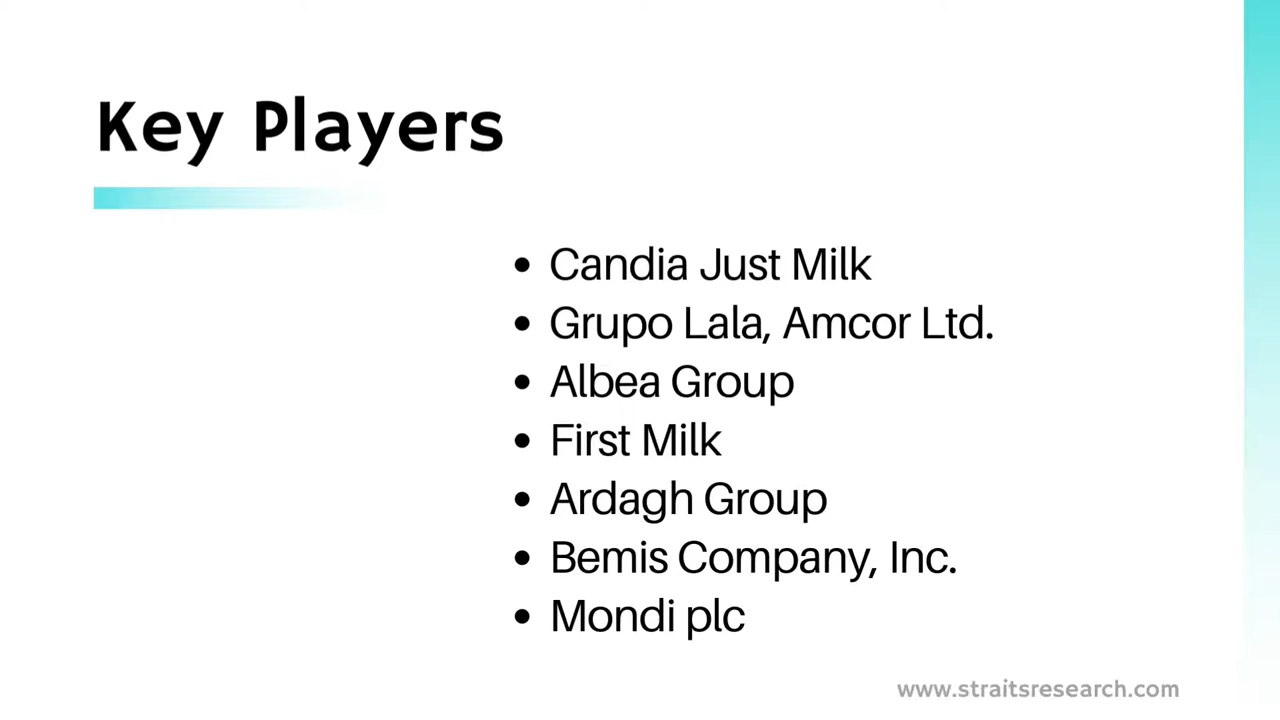 Key Players
• Candia Just Milk
• Grupo Lala, Amcor Ltd.
• Albea Group
• First Milk
• Ardagh Group
• Bemis Company, Inc.
• Mondi plc
www.straitsresearch.com